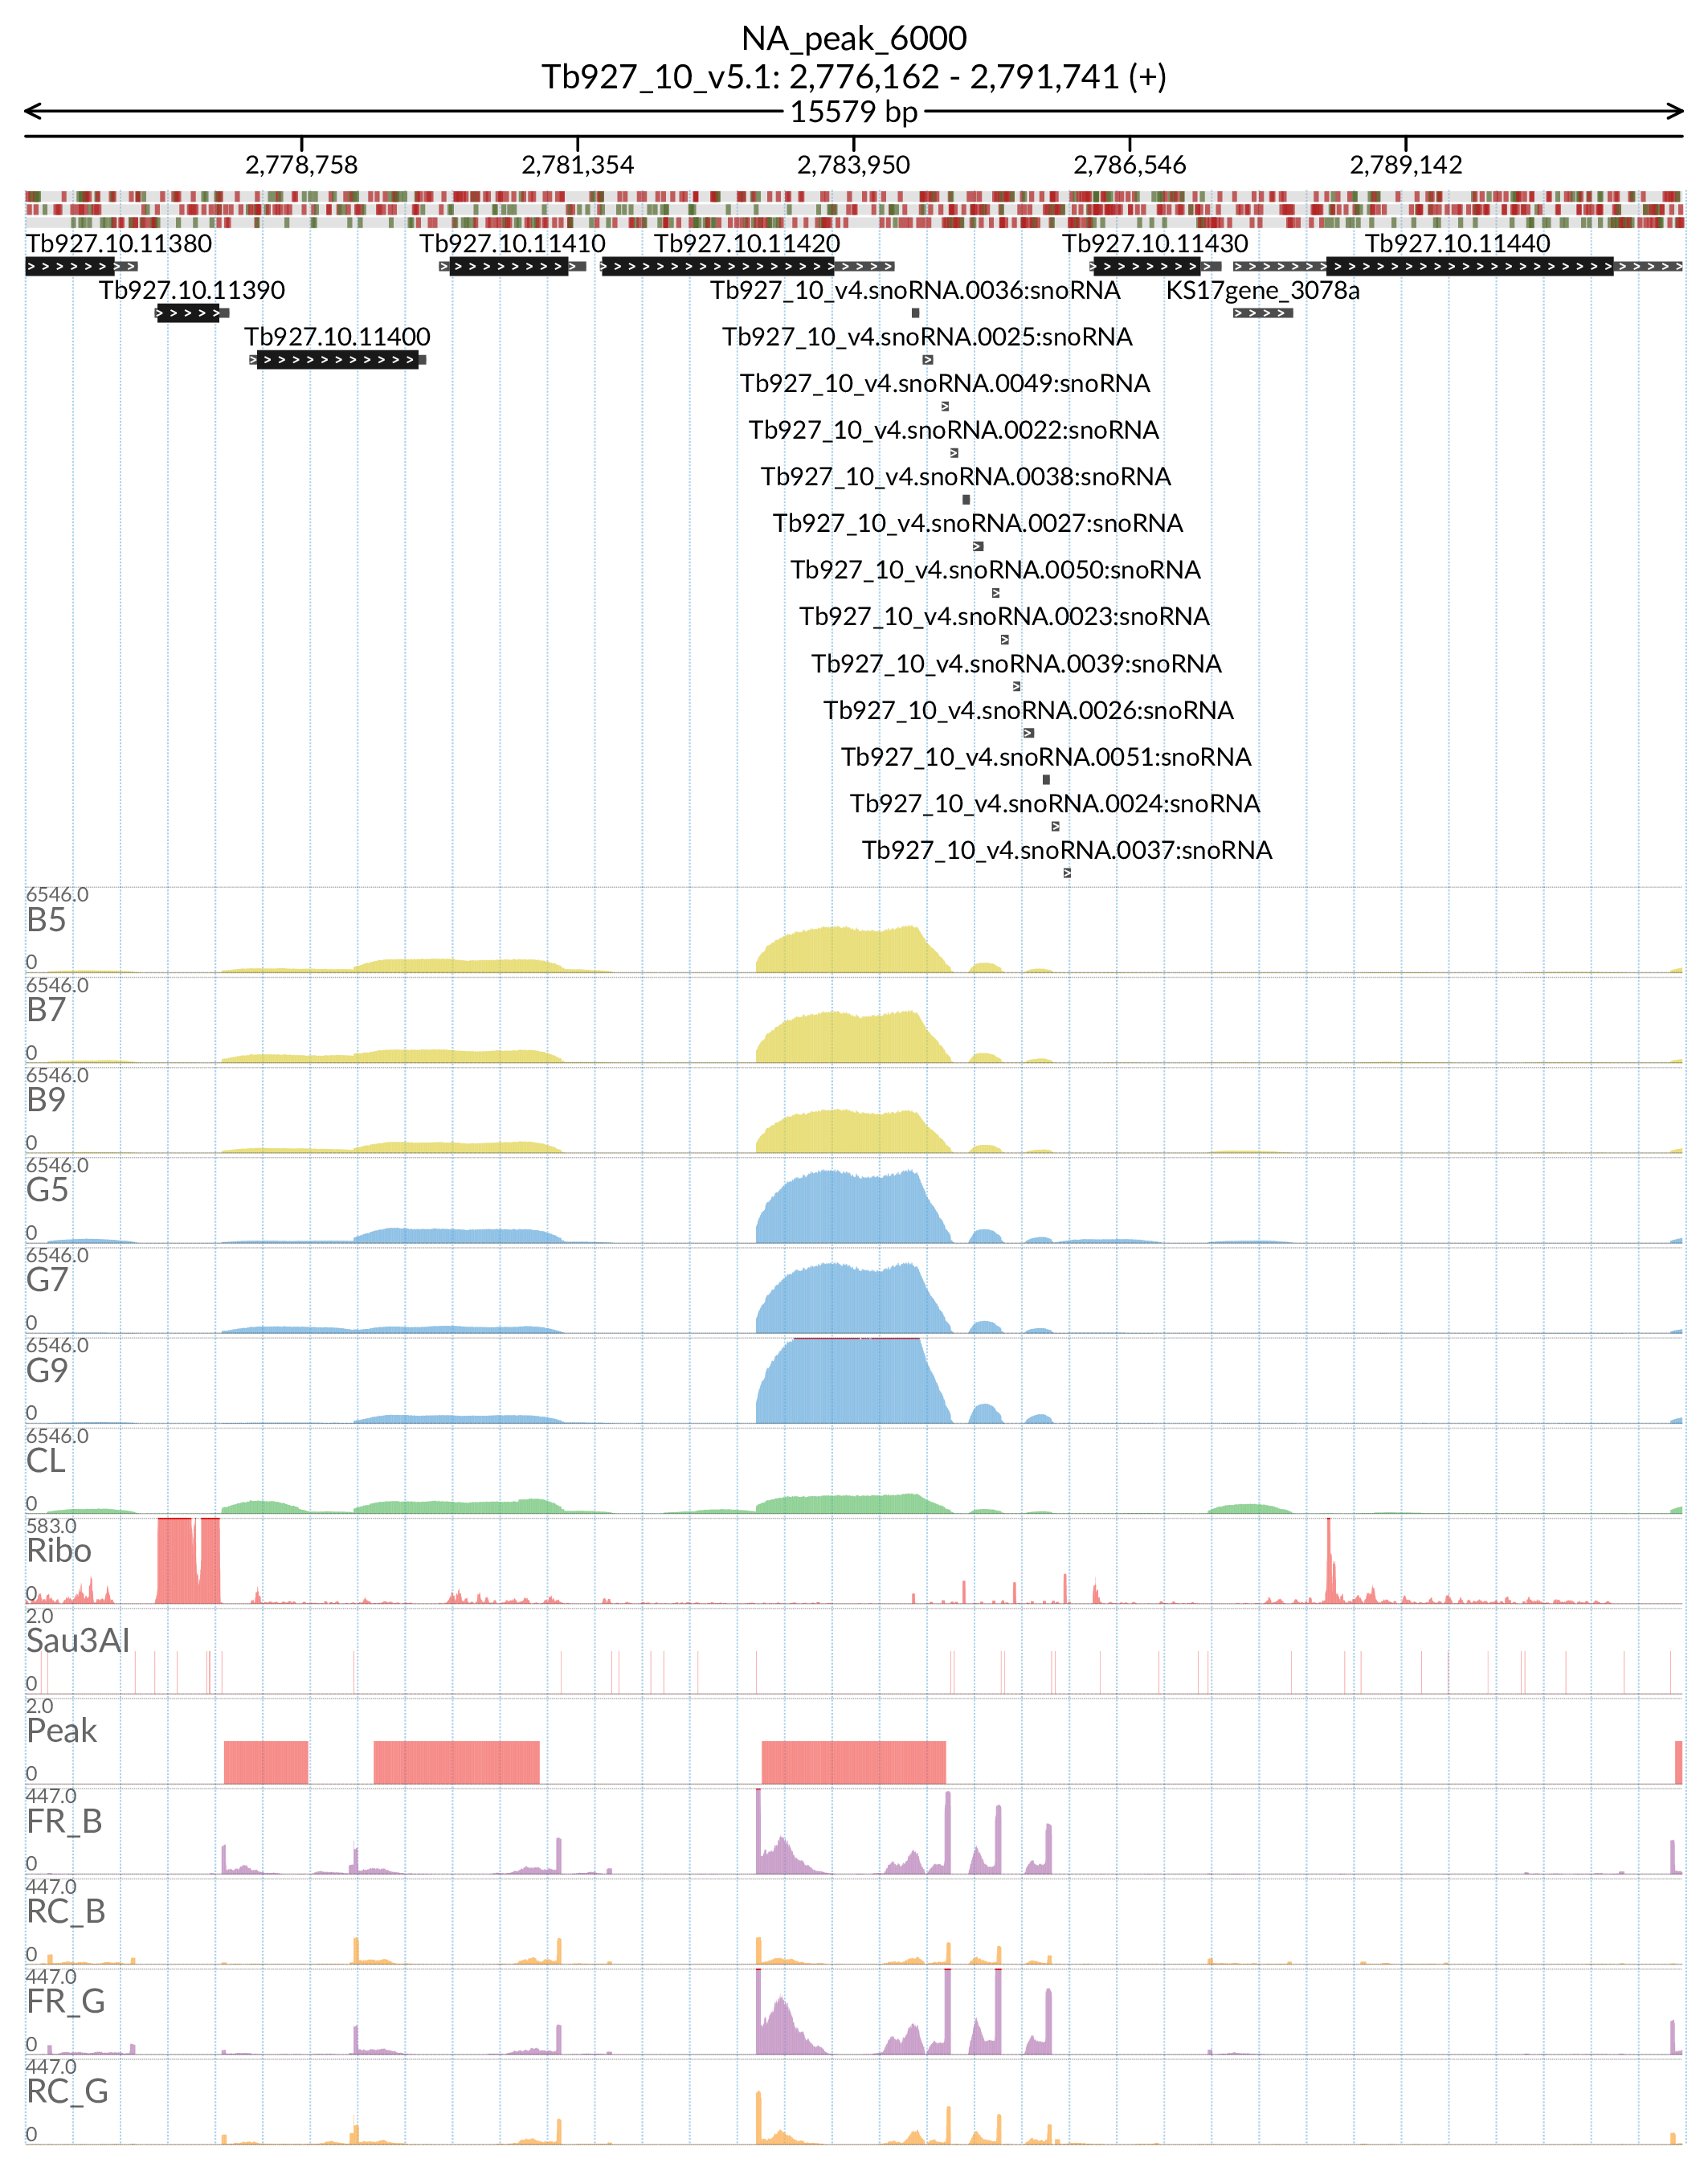 NA_peak_6000
Tb927_10_v5.1: 2,776,162 - 2,791,741 (+)
15579 bp
2,778,758 2,781,354 2,783,950 2,786,546 2,789,142
Tb927.10.11380 Tb927.10.11410 Tb927.10.11420 Tb927.10.11430 Tb927.10.11440
Tb927.10.11390 Tb927_10_v4.snoRNA.0036:snoRNA KS17gene_3078a
Tb927.10.11400 Tb927_10_v4.snoRNA.0025:snoRNA
Tb927_10_v4.snoRNA.0049:snoRNA
Tb927_10_v4.snoRNA.0022:snoRNA
Tb927_10_v4.snoRNA.0038:snoRNA
Tb927_10_v4.snoRNA.0027:snoRNA
Tb927_10_v4.snoRNA.0050:snoRNA
Tb927_10_v4.snoRNA.0023:snoRNA
Tb927_10_v4.snoRNA.0039:snoRNA
Tb927_10_v4.snoRNA.0026:snoRNA
Tb927_10_v4.snoRNA.0051:snoRNA
Tb927_10_v4.snoRNA.0024:snoRNA
Tb927_10_v4.snoRNA.0037:snoRNA
6546.0
B5
0
6546.0
B7
0
6546.0
B9
0
6546.0
G5
0
6546.0
G7
0
6546.0
G9
0
6546.0
CL
0
583.0
Ribo
0
2.0
Sau3AI
0
2.0
Peak
0
447.0
FR_B
0
447.0
RC_B
0
447.0
FR_G
0
447.0
RC_G
0